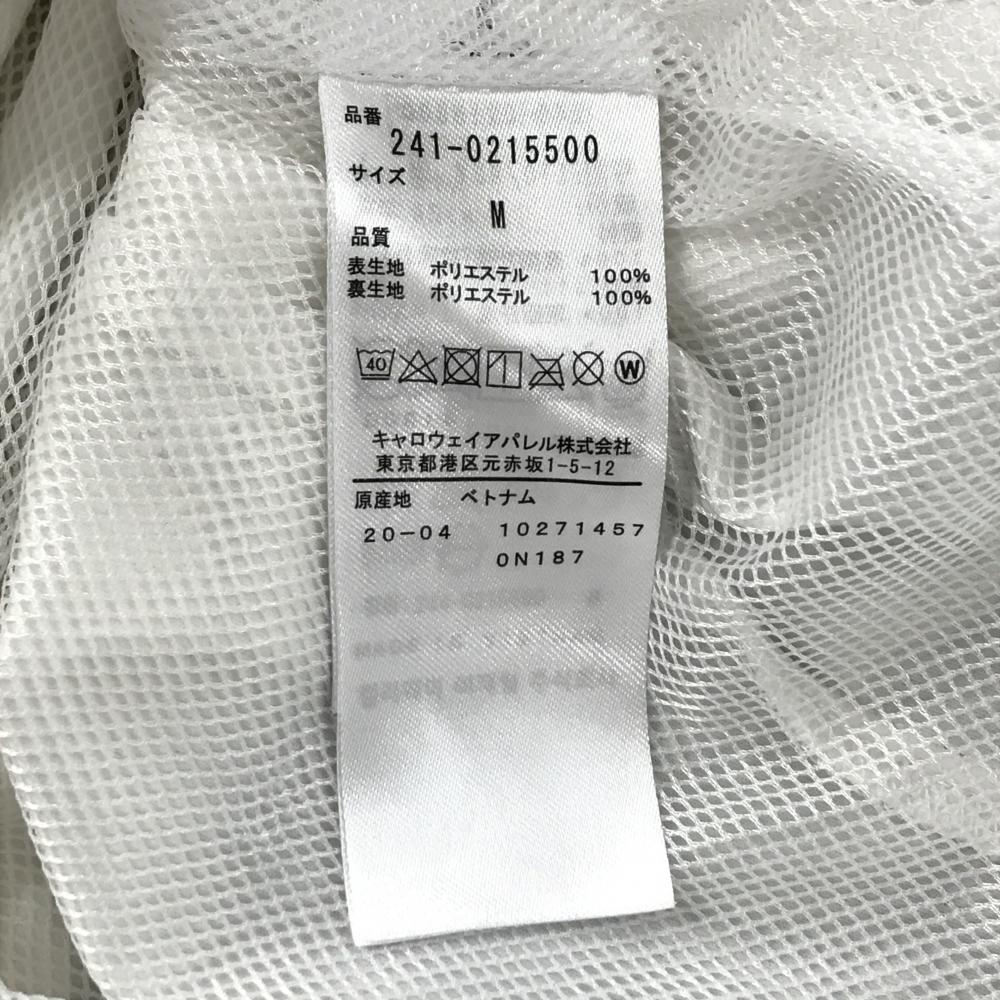 品番
241-0215500
サイズ
M
品質
表生地 ポリエステル 100%
裏生地 ポリエステル 100%
40 W
キャロウェイアパレル株式会社
東京都港区元赤坂1-5-12
原産地 ベトナム
20-04 10271457
0N187